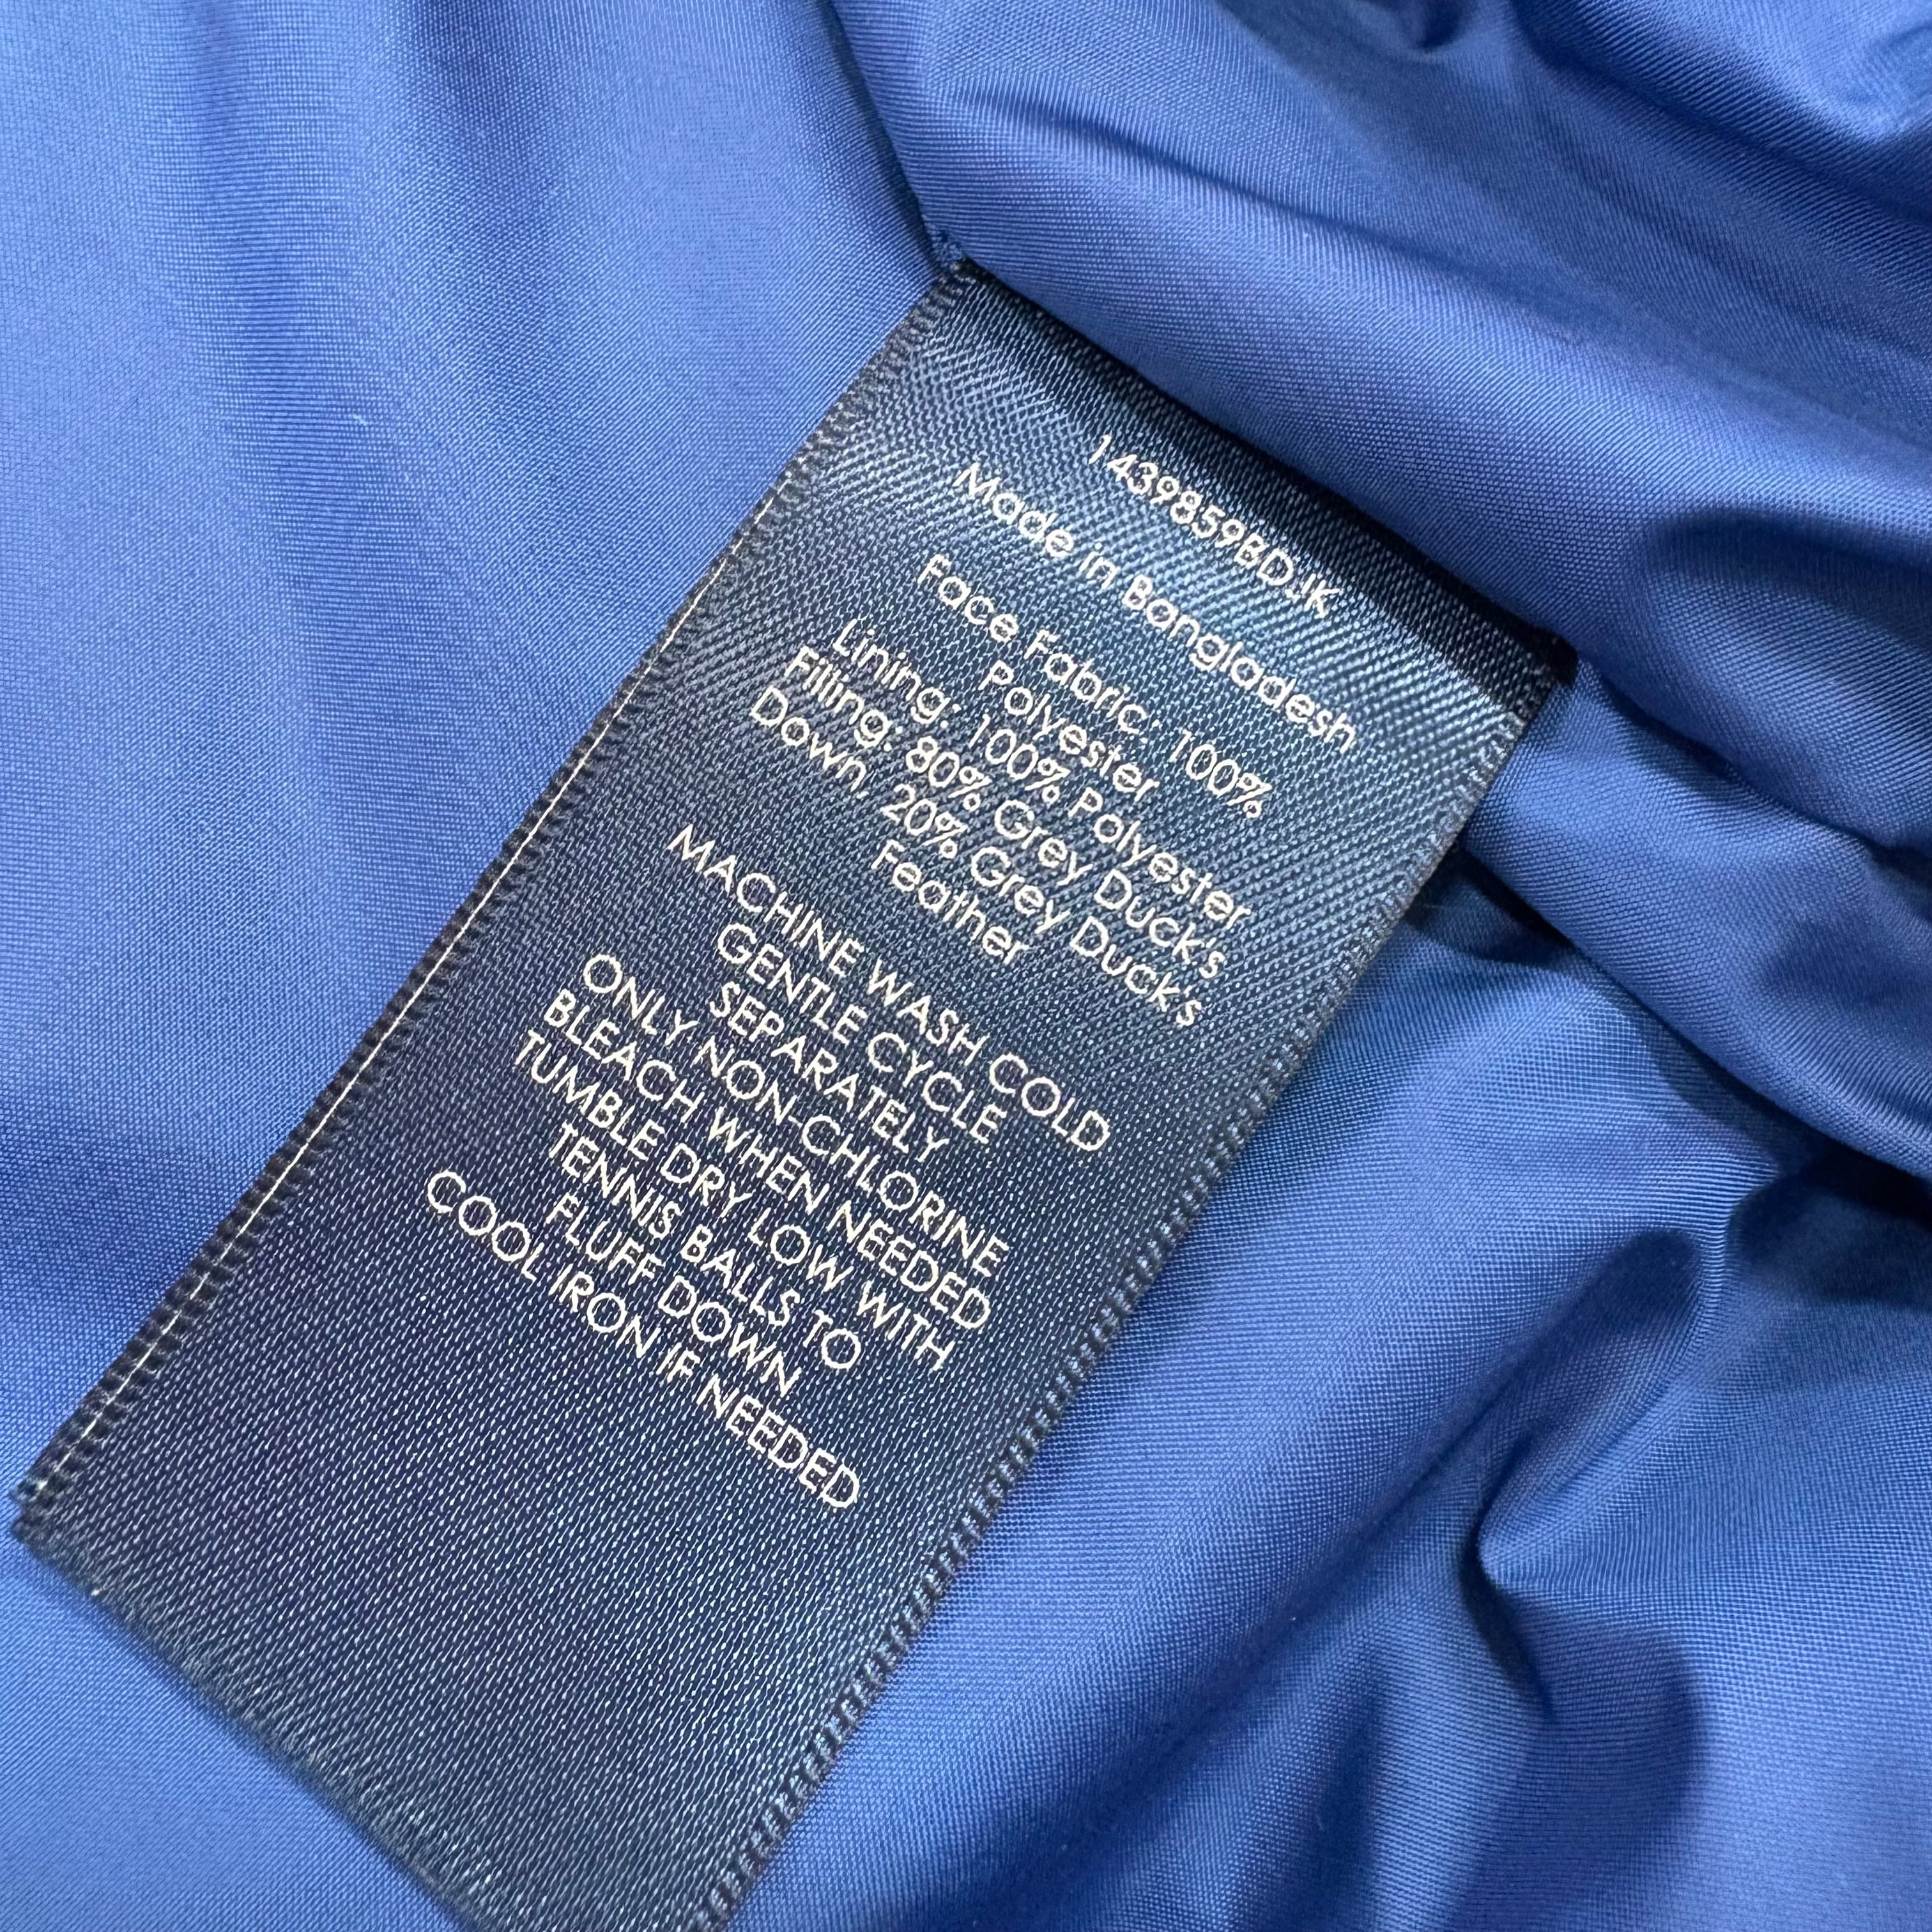 1439859BDJK
Made in Bangladesh
Face Fabric: 100%
Polyester
Lining: 100% Polyester
Filling: 80% Grey Duck's
Down, 20% Grey Duck's
Feather
MACHINE WASH COLD
GENTLE CYCLE
SEPARATELY
ONLY NON-CHLORINE
BLEACH WHEN NEEDED
TUMBLE DRY LOW WITH
TENNIS BALLS TO
FLUFF DOWN
COOL IRON IF NEEDED